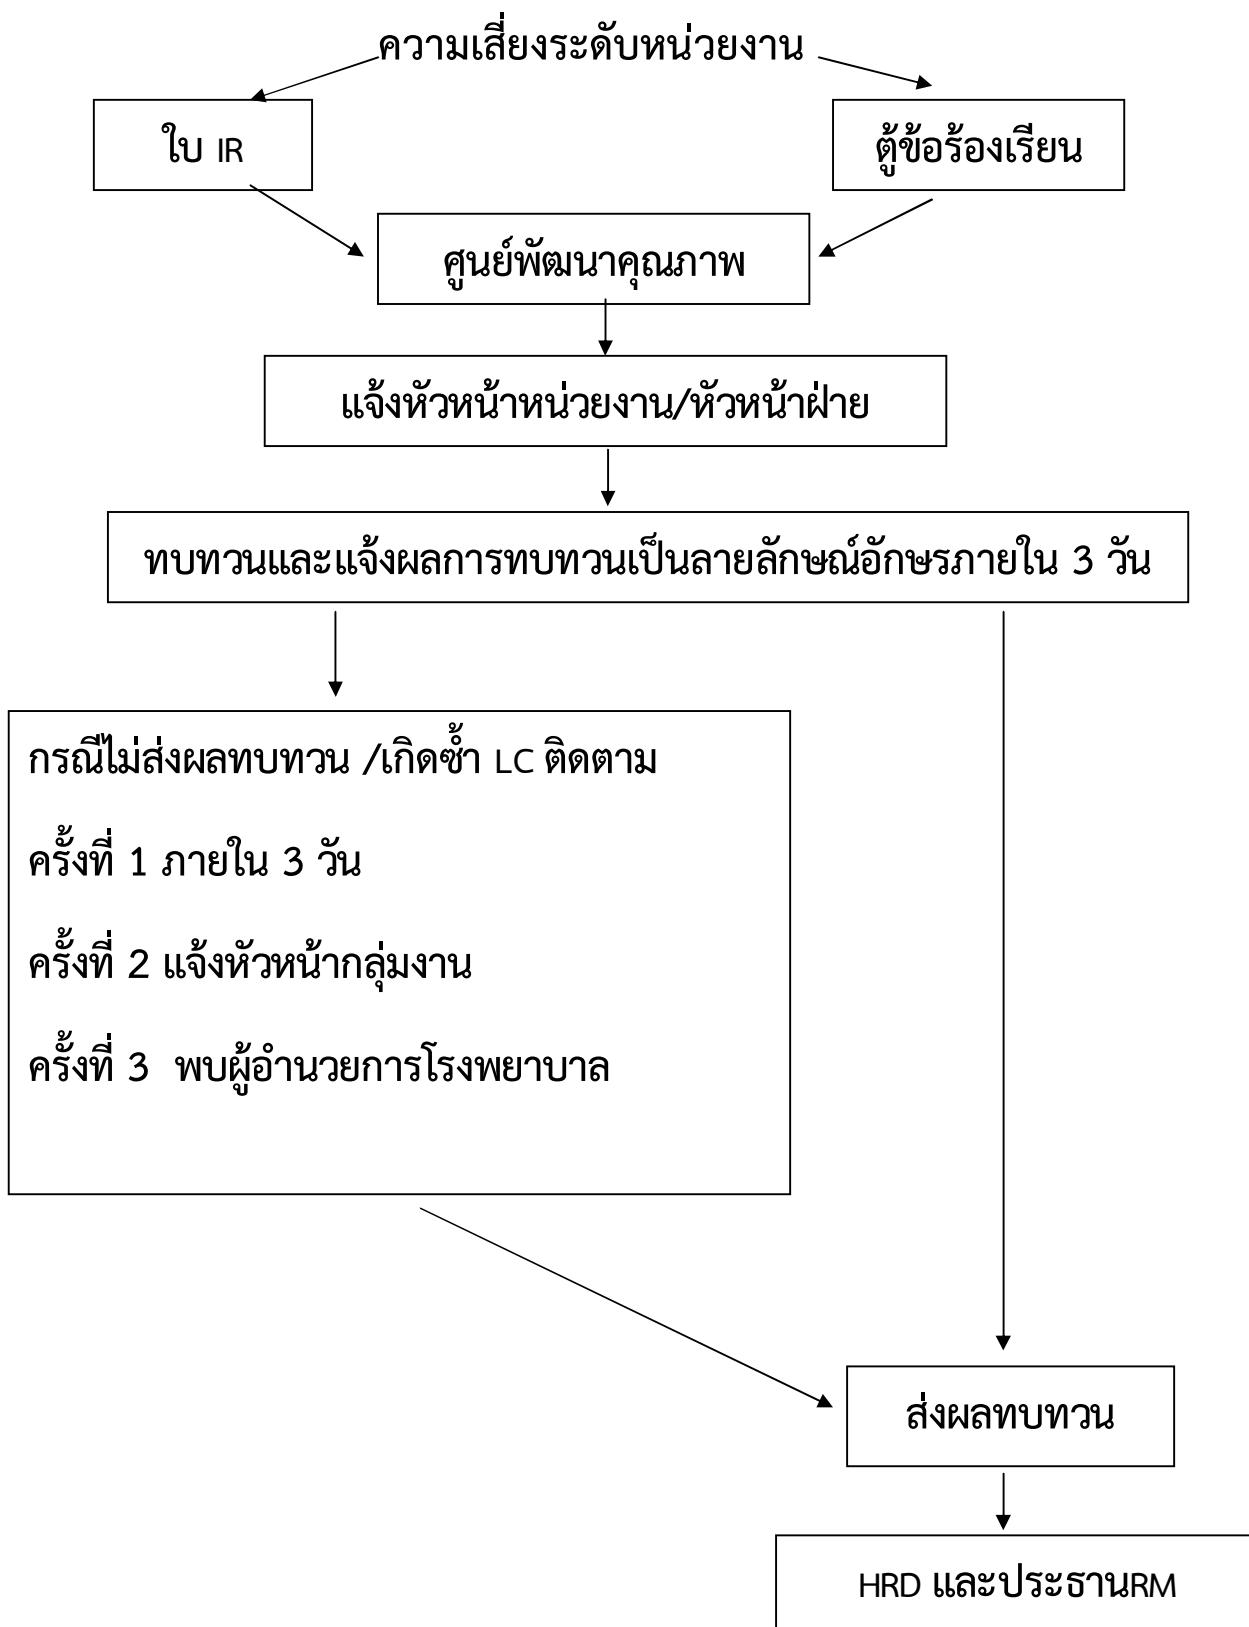 ความเสี่ยงระดับหน่วยงาน
ใบ IR
ตู้ข้อร้องเรียน
ศูนย์พัฒนาคุณภาพ
แจ้งหัวหน้าหน่วยงาน/หัวหน้าฝ่าย
ทบทวนและแจ้งผลการทบทวนเป็นลายลักษณ์อักษรภายใน 3 วัน
กรณีไม่ส่งผลทบทวน /เกิดซ้ำ LC ติดตาม
ครั้งที่ 1 ภายใน 3 วัน
ครั้งที่ 2 แจ้งหัวหน้ากลุ่มงาน
ครั้งที่ 3 พบผู้อำนวยการโรงพยาบาล
ส่งผลทบทวน
HRD และประธานRM